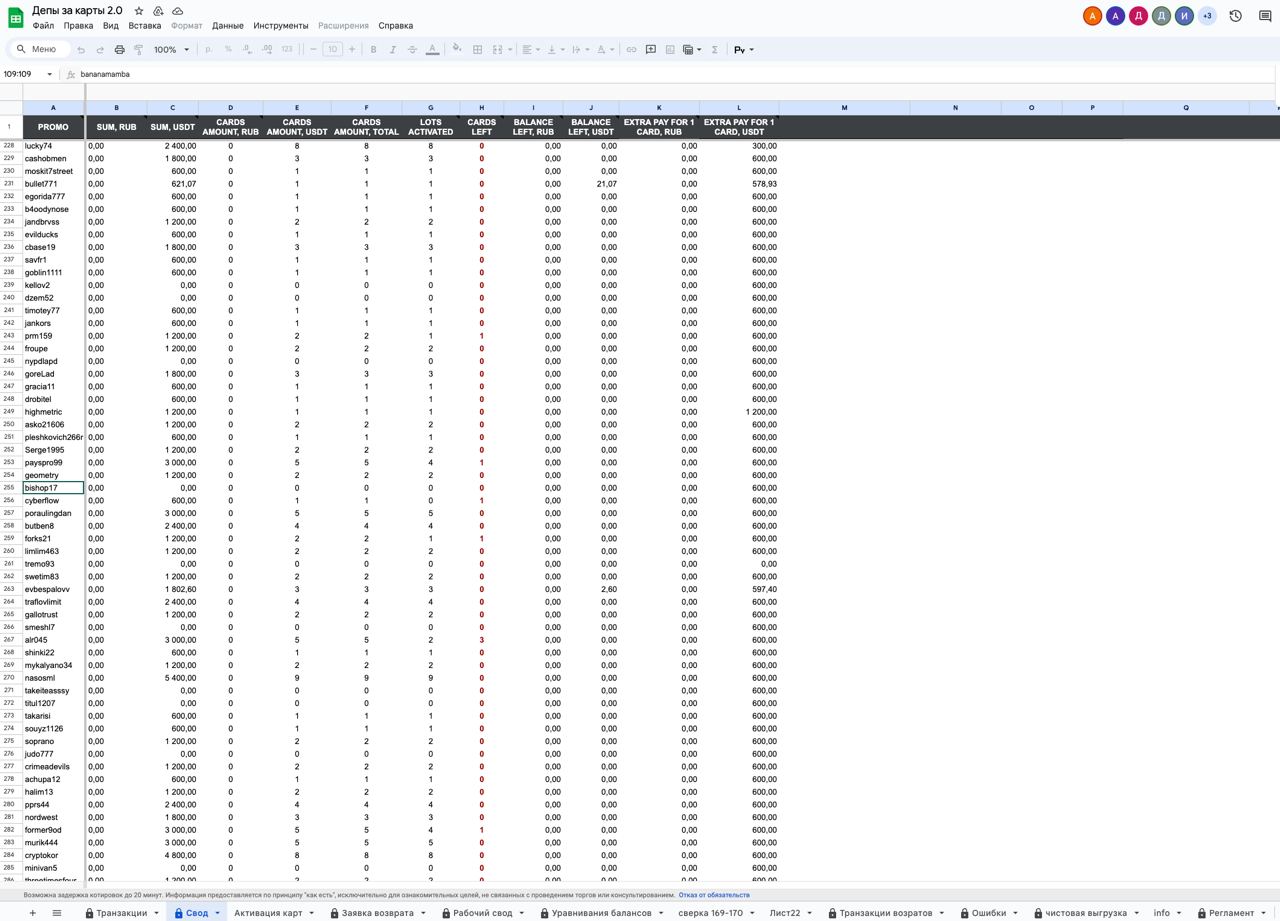 Депы за карты 2.0
Файл Правка Вид Вставка Формат Данные Инструменты Расширения Справка
А А Д Д И +3
Меню 100% р. % .0 .00 123 10 B I A Σ Pγ
109:109 fx bananamamba
A B C D E F G H I J K L M N O P Q
1 PROMO SUM, RUB SUM, USDT CARDS AMOUNT, RUB CARDS AMOUNT, USDT CARDS AMOUNT, TOTAL LOTS ACTIVATED CARDS LEFT BALANCE LEFT, RUB BALANCE LEFT, USDT EXTRA PAY FOR 1 CARD, RUB EXTRA PAY FOR 1 CARD, USDT
228 lucky74 0,00 2 400,00 0 8 8 8 0 0,00 0,00 0,00 300,00
229 cashobmen 0,00 1 800,00 0 3 3 3 0 0,00 0,00 0,00 600,00
230 moskit7street 0,00 600,00 0 1 1 1 0 0,00 0,00 0,00 600,00
231 bullet771 0,00 621,07 0 1 1 1 0 0,00 21,07 0,00 578,93
232 egorida777 0,00 600,00 0 1 1 1 0 0,00 0,00 0,00 600,00
233 b4oodynose 0,00 600,00 0 1 1 1 0 0,00 0,00 0,00 600,00
234 jandbrvss 0,00 1 200,00 0 2 2 2 0 0,00 0,00 0,00 600,00
235 evilducks 0,00 600,00 0 1 1 1 0 0,00 0,00 0,00 600,00
236 cbase19 0,00 1 800,00 0 3 3 3 0 0,00 0,00 0,00 600,00
237 savfr1 0,00 600,00 0 1 1 1 0 0,00 0,00 0,00 600,00
238 goblin1111 0,00 600,00 0 1 1 1 0 0,00 0,00 0,00 600,00
239 kellov2 0,00 0,00 0 0 0 0 0 0,00 0,00 0,00 600,00
240 dzem52 0,00 0,00 0 0 0 0 0 0,00 0,00 0,00 600,00
241 timotey77 0,00 600,00 0 1 1 1 0 0,00 0,00 0,00 600,00
242 jankors 0,00 600,00 0 1 1 1 0 0,00 0,00 0,00 600,00
243 prm159 0,00 1 200,00 0 2 2 1 1 0,00 0,00 0,00 600,00
244 froupe 0,00 1 200,00 0 2 2 2 0 0,00 0,00 0,00 600,00
245 nypdlapd 0,00 0,00 0 0 0 0 0 0,00 0,00 0,00 600,00
246 goreLad 0,00 1 800,00 0 3 3 3 0 0,00 0,00 0,00 600,00
247 gracia11 0,00 600,00 0 1 1 1 0 0,00 0,00 0,00 600,00
248 drobitel 0,00 600,00 0 1 1 1 0 0,00 0,00 0,00 600,00
249 highmetric 0,00 1 200,00 0 1 1 1 0 0,00 0,00 0,00 1 200,00
250 asko21606 0,00 1 200,00 0 2 2 2 0 0,00 0,00 0,00 600,00
251 pleshkovich266r 0,00 600,00 0 1 1 1 0 0,00 0,00 0,00 600,00
252 Serge1995 0,00 1 200,00 0 2 2 2 0 0,00 0,00 0,00 600,00
253 payspro99 0,00 3 000,00 0 5 5 4 1 0,00 0,00 0,00 600,00
254 geometry 0,00 1 200,00 0 2 2 2 0 0,00 0,00 0,00 600,00
255 bishop17 0,00 0,00 0 0 0 0 0 0,00 0,00 0,00 600,00
256 cyberflow 0,00 600,00 0 1 1 0 1 0,00 0,00 0,00 600,00
257 poraulingdan 0,00 3 000,00 0 5 5 5 0 0,00 0,00 0,00 600,00
258 butben8 0,00 2 400,00 0 4 4 4 0 0,00 0,00 0,00 600,00
259 forks21 0,00 1 200,00 0 2 2 1 1 0,00 0,00 0,00 600,00
260 limlim463 0,00 1 200,00 0 2 2 2 0 0,00 0,00 0,00 600,00
261 tremo93 0,00 0,00 0 0 0 0 0 0,00 0,00 0,00 0,00
262 swetim83 0,00 1 200,00 0 2 2 2 0 0,00 0,00 0,00 600,00
263 evbespalovv 0,00 1 802,60 0 3 3 3 0 0,00 2,60 0,00 597,40
264 traflovlimit 0,00 2 400,00 0 4 4 4 0 0,00 0,00 0,00 600,00
265 gallotrust 0,00 1 200,00 0 2 2 2 0 0,00 0,00 0,00 600,00
266 smeshl7 0,00 0,00 0 0 0 0 0 0,00 0,00 0,00 600,00
267 alr045 0,00 3 000,00 0 5 5 2 3 0,00 0,00 0,00 600,00
268 shinki22 0,00 600,00 0 1 1 1 0 0,00 0,00 0,00 600,00
269 mykalyano34 0,00 1 200,00 0 2 2 2 0 0,00 0,00 0,00 600,00
270 nasosml 0,00 5 400,00 0 9 9 9 0 0,00 0,00 0,00 600,00
271 takeiteasssy 0,00 0,00 0 0 0 0 0 0,00 0,00 0,00 600,00
272 titul1207 0,00 0,00 0 0 0 0 0 0,00 0,00 0,00 600,00
273 takarisi 0,00 600,00 0 1 1 1 0 0,00 0,00 0,00 600,00
274 souyz1126 0,00 600,00 0 1 1 1 0 0,00 0,00 0,00 600,00
275 soprano 0,00 1 200,00 0 2 2 2 0 0,00 0,00 0,00 600,00
276 judo777 0,00 0,00 0 0 0 0 0 0,00 0,00 0,00 600,00
277 crimeadevils 0,00 1 200,00 0 2 2 2 0 0,00 0,00 0,00 600,00
278 achupa12 0,00 600,00 0 1 1 1 0 0,00 0,00 0,00 600,00
279 halim13 0,00 1 200,00 0 2 2 2 0 0,00 0,00 0,00 600,00
280 pprs44 0,00 2 400,00 0 4 4 4 0 0,00 0,00 0,00 600,00
281 nordwest 0,00 1 800,00 0 3 3 3 0 0,00 0,00 0,00 600,00
282 former9od 0,00 3 000,00 0 5 5 4 1 0,00 0,00 0,00 600,00
283 murik444 0,00 3 000,00 0 5 5 5 0 0,00 0,00 0,00 600,00
284 cryptokor 0,00 4 800,00 0 8 8 8 0 0,00 0,00 0,00 600,00
285 minivan5 0,00 0,00 0 0 0 0 0 0,00 0,00 0,00 600,00
Возможна задержка котировок до 20 минут. Информация предоставляется по принципу "как есть", исключительно для ознакомительных целей, не связанных с проведением торгов или консультированием. Отказ от обязательств
Транзакции Свод Активация карт Заявка возврата Рабочий свод Уравнивания балансов сверка 169-170 Лист22 Транзакции возратов Ошибки чистовая выгрузка Info Регламент